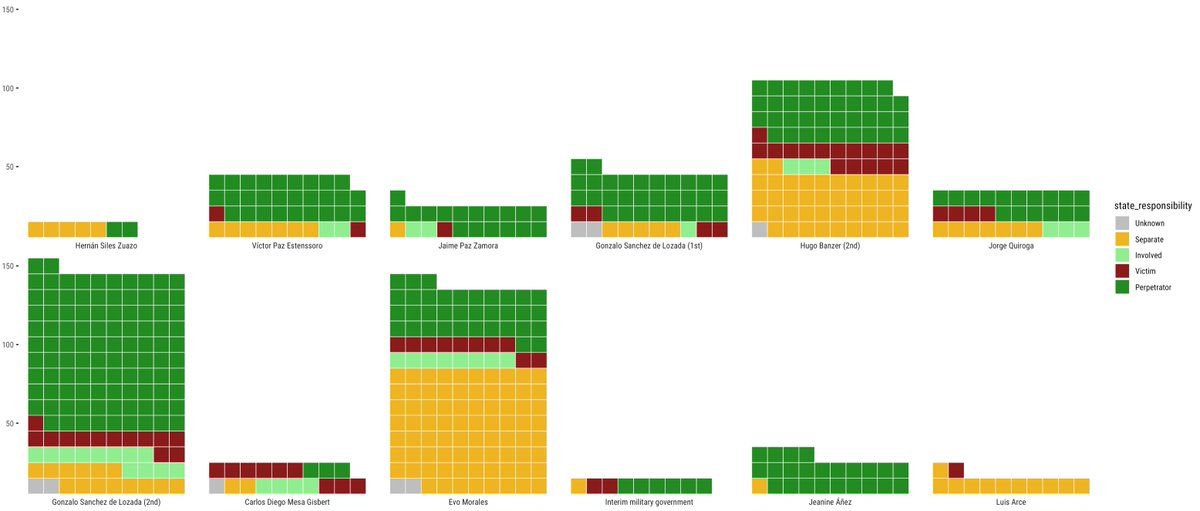 150
100
50
Hernán Siles Zuazo
Víctor Paz Estenssoro
Jaime Paz Zamora
Gonzalo Sanchez de Lozada (1st)
Hugo Banzer (2nd)
Jorge Quiroga
150
100
50
Gonzalo Sanchez de Lozada (2nd)
Carlos Diego Mesa Gisbert
Evo Morales
Interim military government
Jeanine Áñez
Luis Arce
state_responsibility
Unknown
Separate
Involved
Victim
Perpetrator